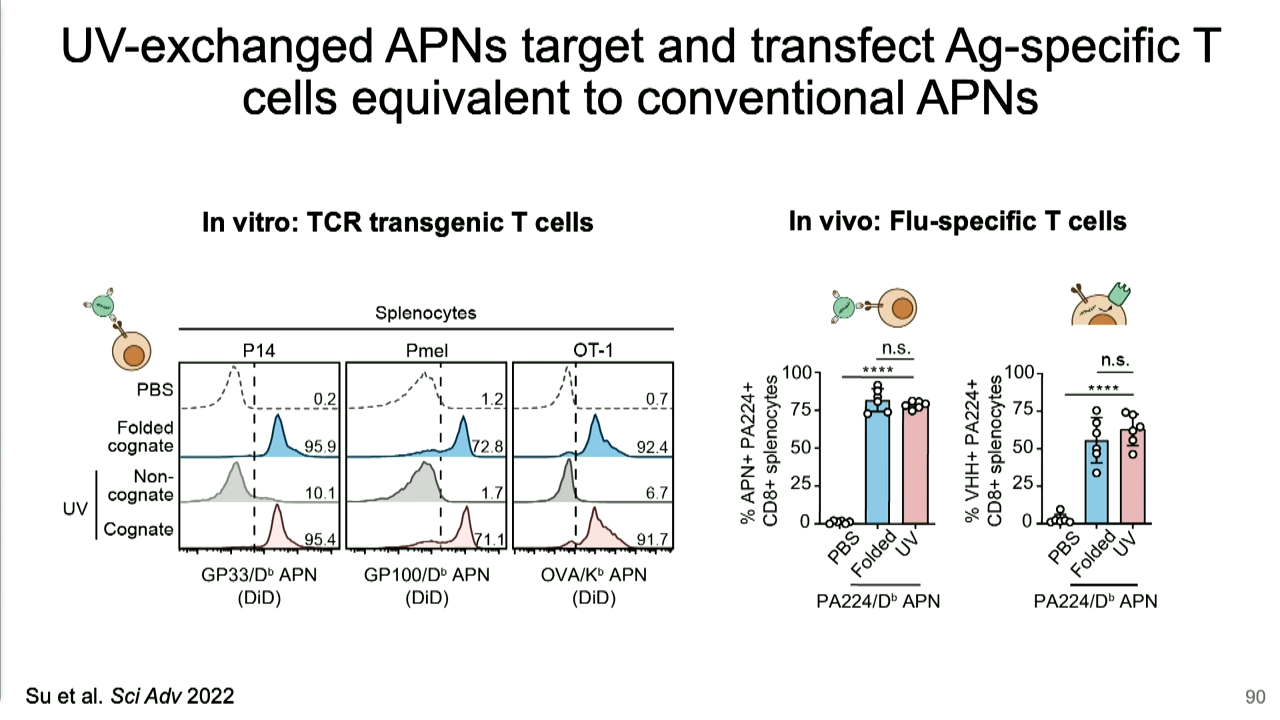 UV-exchanged APNs target and transfect Ag-specific T
cells equivalent to conventional APNs
In vitro: TCR transgenic T cells
Splenocytes
P14
Pmel
OT-1
PBS
0.2
1.2
0.7
Folded
cognate
95.9
72.8
92.4
UV
Non-
cognate
10.1
1.7
6.7
Cognate
95.4
71.1
91.7
GP33/Dᵇ APN
(DiD)
GP100/Dᵇ APN
(DiD)
OVA/Kᵇ APN
(DiD)
In vivo: Flu-specific T cells
% APN+ PA224+
CD8+ splenocytes
100
75
50
25
0
n.s.
****
PBS
Folded
UV
PA224/Dᵇ APN
% VHH+ PA224+
CD8+ splenocytes
100
75
50
25
0
n.s.
****
PBS
Folded
UV
PA224/Dᵇ APN
Su et al. Sci Adv 2022
90